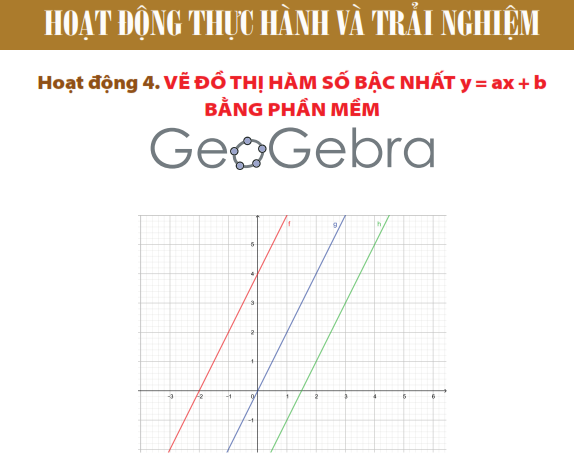 HOẠT ĐỘNG THỰC HÀNH VÀ TRẢI NGHIỆM
Hoạt động 4. VẼ ĐỒ THỊ HÀM SỐ BẬC NHẤT y = ax + b
BẰNG PHẦN MỀM
GeoGebra
f g h
5
4
3
2
1
-3 -2 -1 0 1 2 3 4 5 6
-1